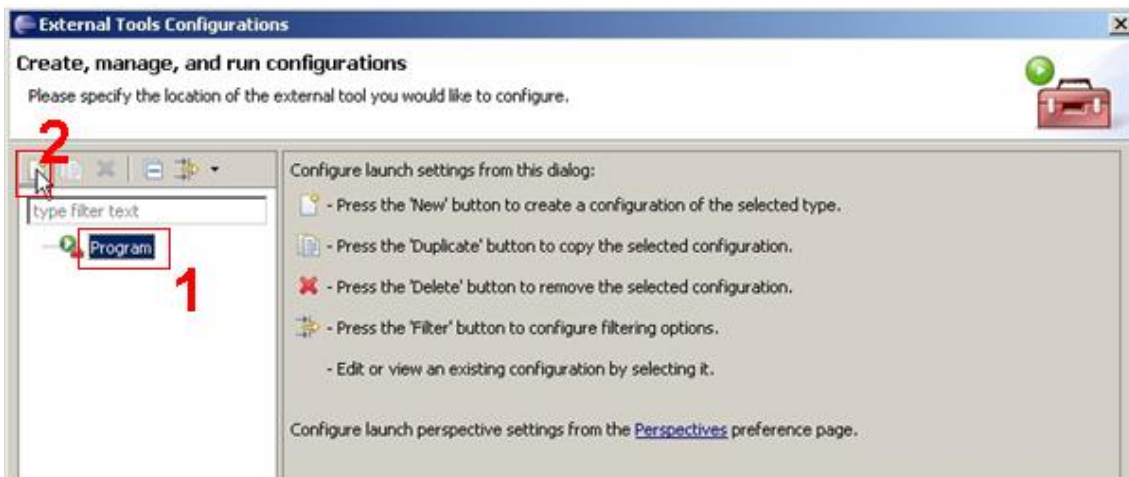 External Tools Configurations
Create, manage, and run configurations
Please specify the location of the external tool you would like to configure.
2
Configure launch settings from this dialog:
type filter text
- Press the 'New' button to create a configuration of the selected type.
Program
- Press the 'Duplicate' button to copy the selected configuration.
1
- Press the 'Delete' button to remove the selected configuration.
- Press the 'Filter' button to configure filtering options.
- Edit or view an existing configuration by selecting it.
Configure launch perspective settings from the Perspectives preference page.